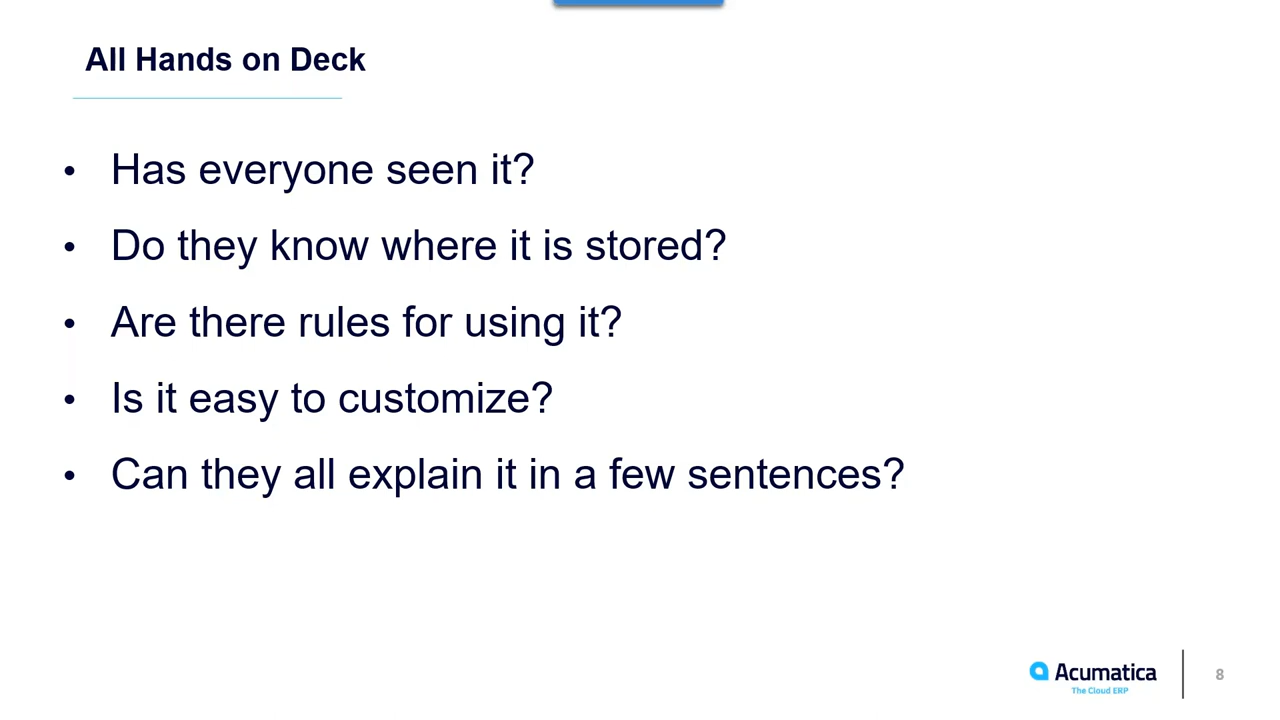 All Hands on Deck
• Has everyone seen it?
• Do they know where it is stored?
• Are there rules for using it?
• Is it easy to customize?
• Can they all explain it in a few sentences?
Acumatica
The Cloud ERP
8